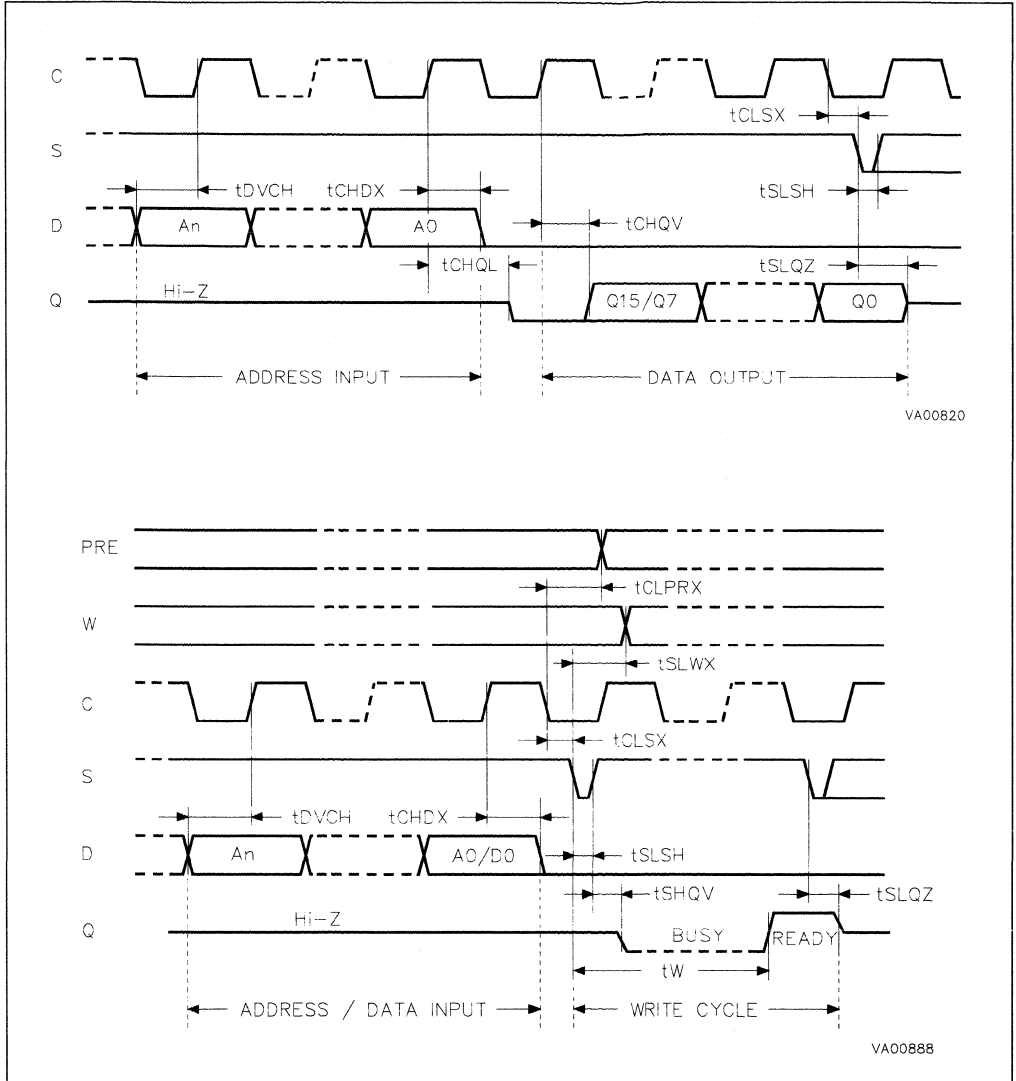 C
tCLSX
S
tSLSH
tDVCH tCHDX
D An A0 tCHQV
tCHQL tSLQZ
Q Hi-Z Q15/Q7 Q0
ADDRESS INPUT DATA OUTPUT
VA00820
PRE
tCLPRX
W
tSLWX
C
tCLSX
S
tDVCH tCHDX
D An A0/D0 tSLSH
tSHQV tSLQZ
Q Hi-Z BUSY READY
tW
ADDRESS / DATA INPUT WRITE CYCLE
VA00888